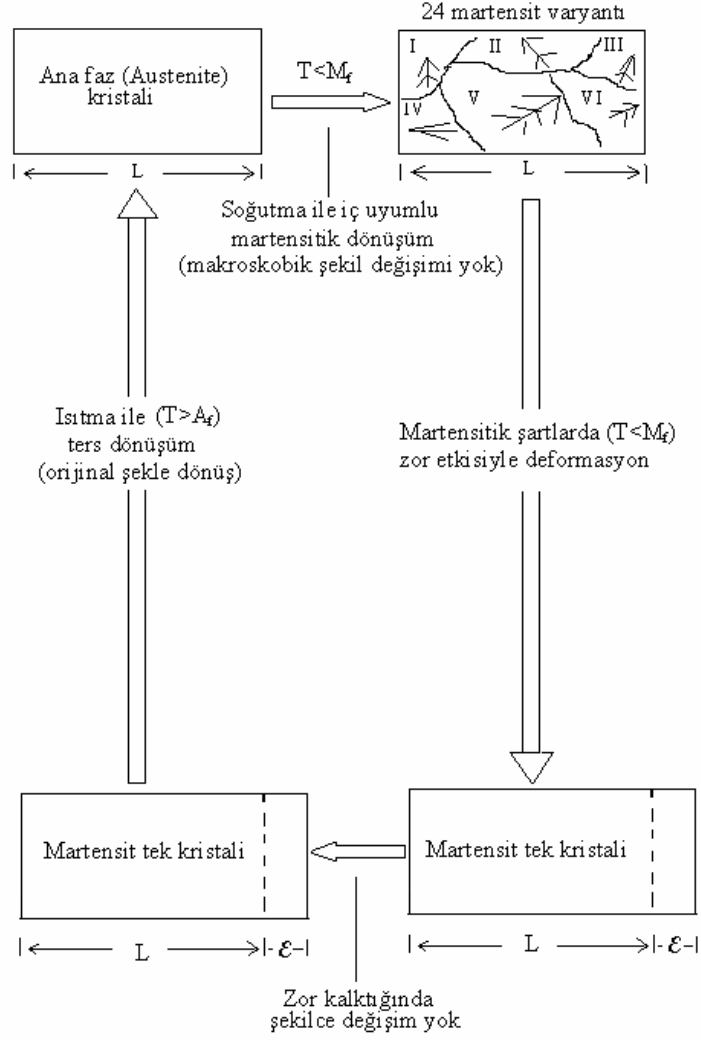 24 martensit varyantı
Ana faz (Austenite)
kristali
T<Mf
I II III
IV V VI
L
L
Soğutma ile iç uyumlu
martensitik dönüşüm
(makroskobik şekil değişimi yok)
Isıtma ile (T>Af)
ters dönüşüm
(orijinal şekle dönüş)
Martensitik şartlarda (T<Mf)
zor etkisiyle deformasyon
Martensit tek kristali
Martensit tek kristali
L ε
L ε
Zor kalktığında
şekilce değişim yok